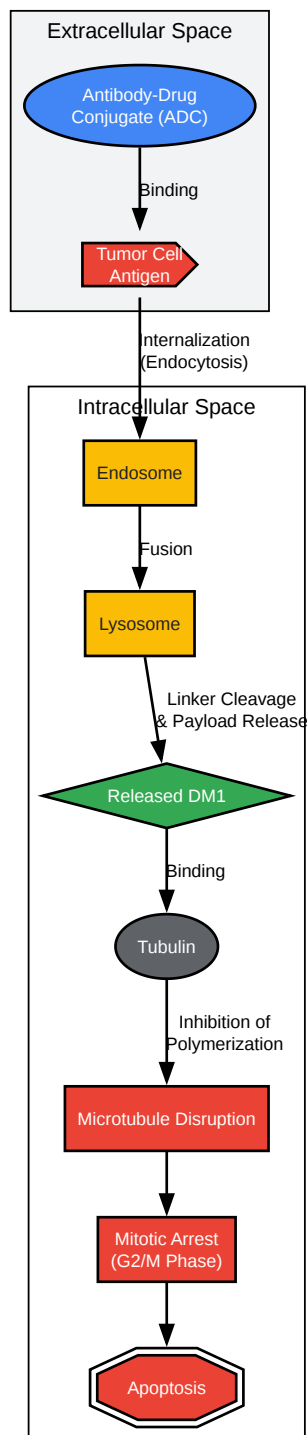 Extracellular Space
Antibody-Drug
Conjugate (ADC)
Binding
Tumor Cell
Antigen
Internalization
(Endocytosis)
Intracellular Space
Endosome
Fusion
Lysosome
Linker Cleavage
& Payload Release
Released DM1
Binding
Tubulin
Inhibition of
Polymerization
Microtubule Disruption
Mitotic Arrest
(G2/M Phase)
Apoptosis